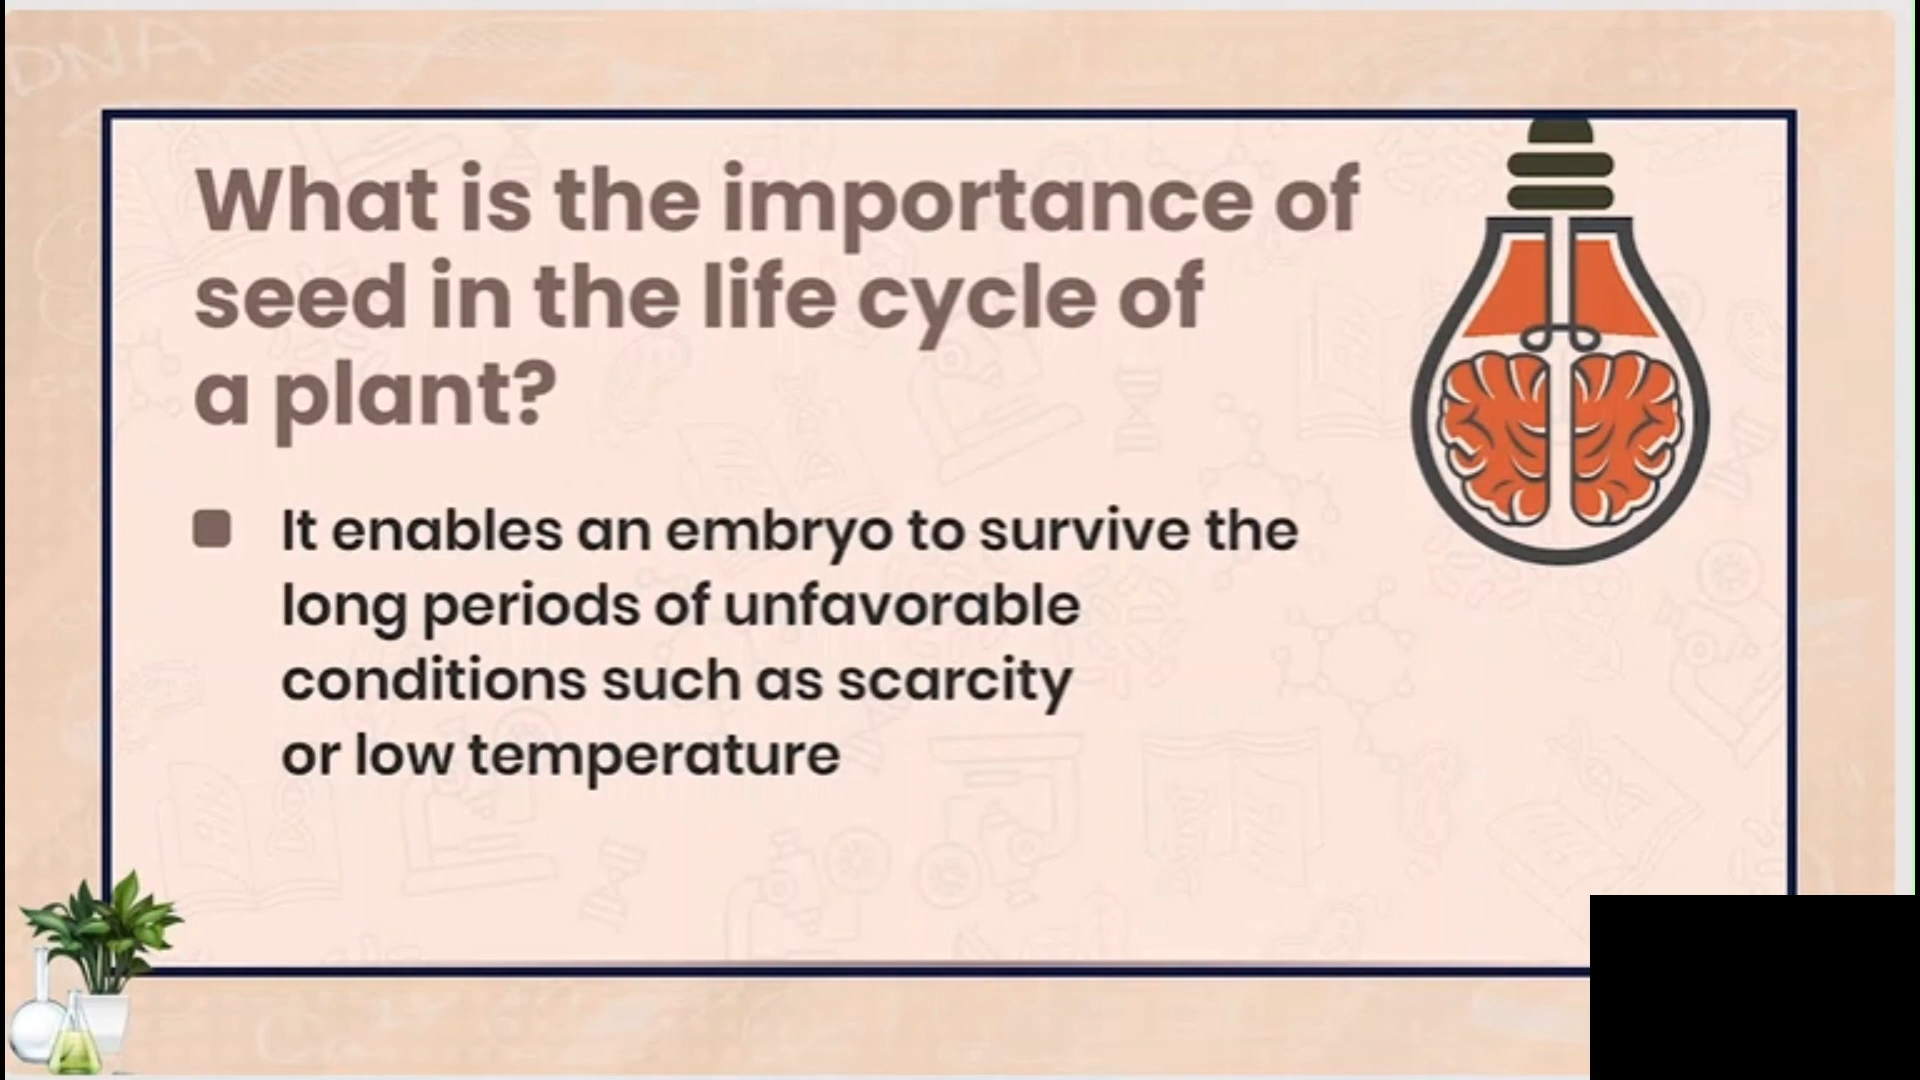 DNA
What is the importance of
seed in the life cycle of
a plant?
It enables an embryo to survive the
long periods of unfavorable
conditions such as scarcity
or low temperature